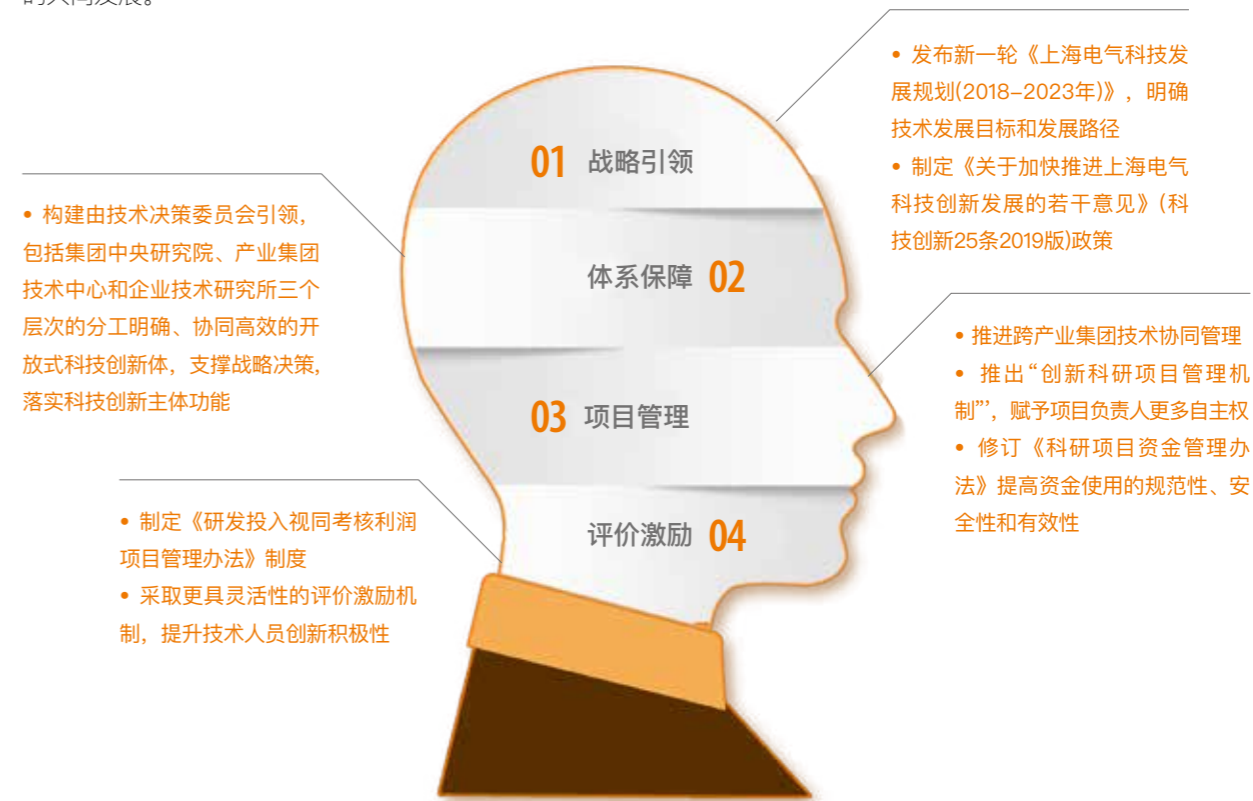 01 战略引领
• 发布新一轮《上海电气科技发
展规划(2018-2023年)》，明确
技术发展目标和发展路径
• 制定《关于加快推进上海电气
科技创新发展的若干意见》(科
技创新25条2019版)政策
体系保障 02
• 构建由技术决策委员会引领，
包括集团中央研究院、产业集团
技术中心和企业技术研究所三个
层次的分工明确、协同高效的开
放式科技创新体，支撑战略决策，
落实科技创新主体功能
03 项目管理
• 推进跨产业集团技术协同管理
• 推出“创新科研项目管理机
制”’，赋予项目负责人更多自主权
• 修订《科研项目资金管理办
法》提高资金使用的规范性、安
全性和有效性
评价激励 04
• 制定《研发投入视同考核利润
项目管理办法》制度
• 采取更具灵活性的评价激励机
制，提升技术人员创新积极性